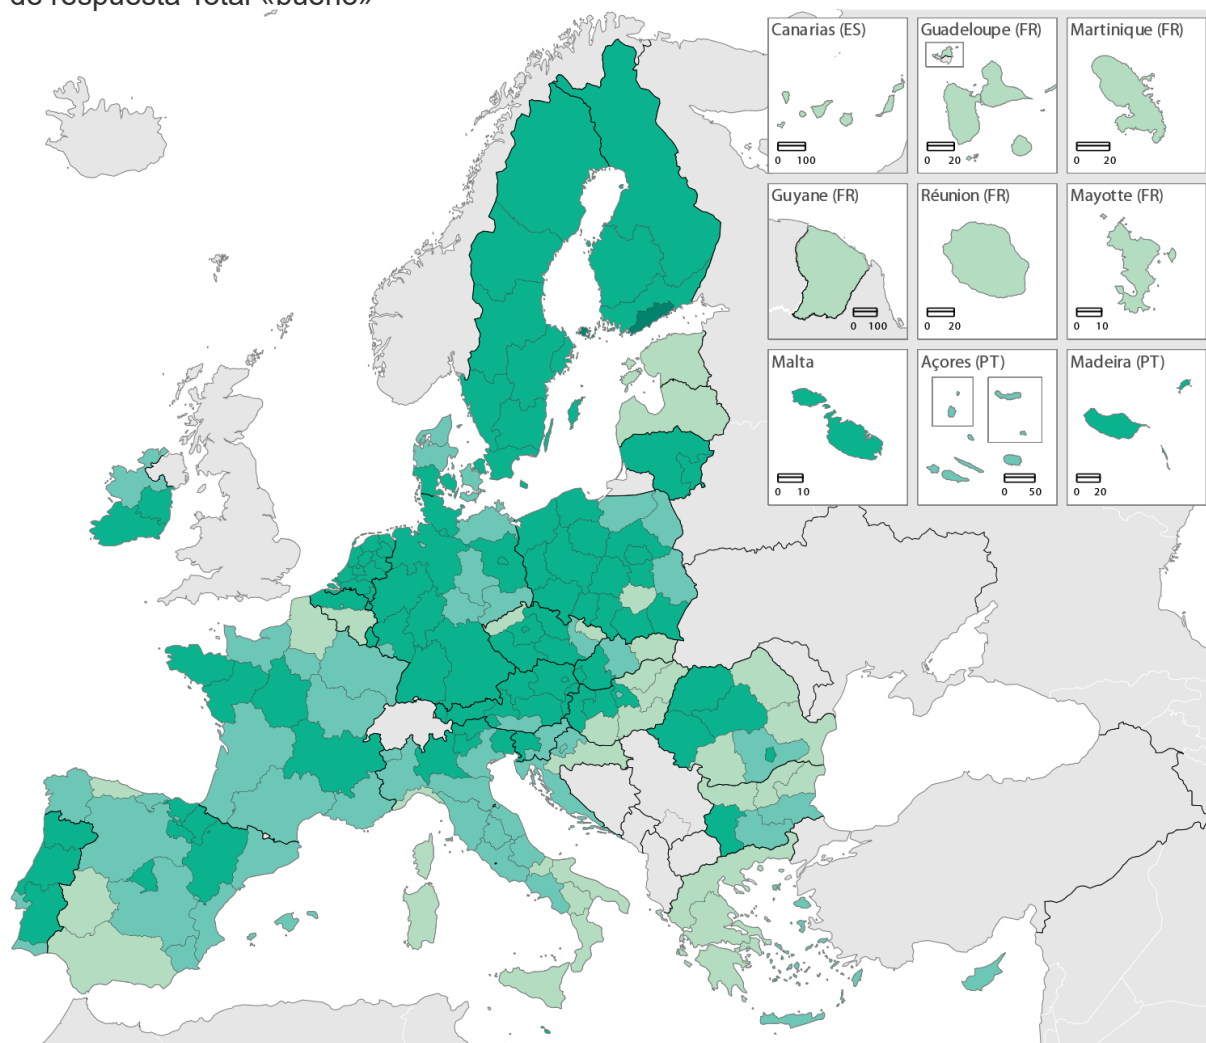 de respuesta Total «bueno»
Canarias (ES)
0 100
Guadeloupe (FR)
0 20
Martinique (FR)
0 20
Guyane (FR)
0 100
Réunion (FR)
0 20
Mayotte (FR)
0 10
Malta
0 10
Açores (PT)
0 50
Madeira (PT)
0 20